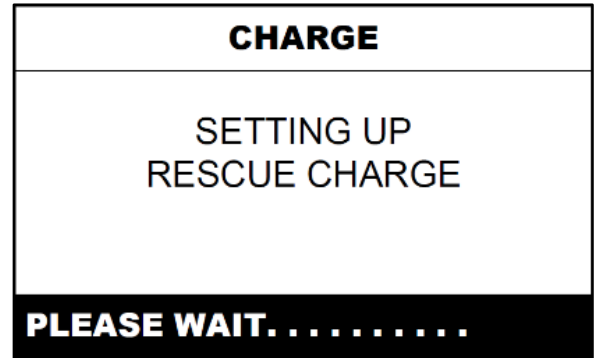 CHARGE
SETTING UP
RESCUE CHARGE
PLEASE WAIT. . . . . . . . . .